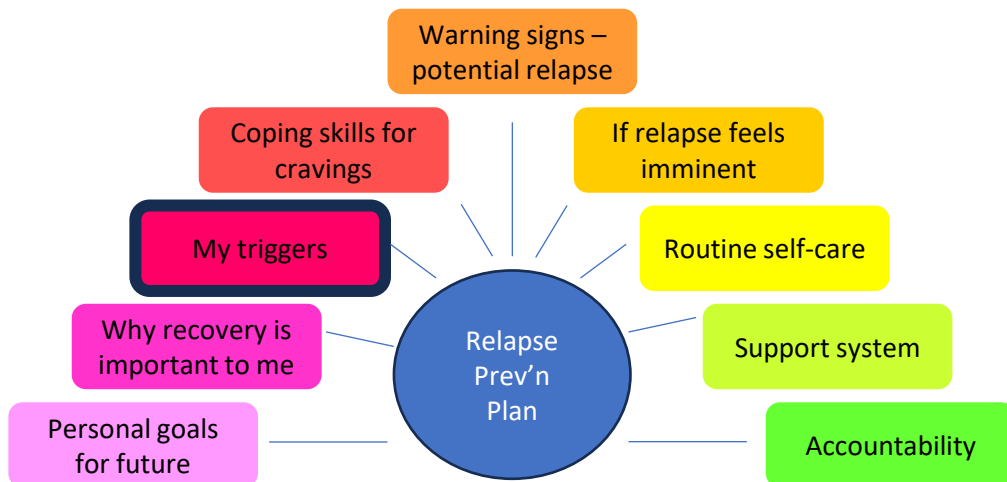 Warning signs –
potential relapse
Coping skills for
cravings
If relapse feels
imminent
My triggers
Routine self-care
Why recovery is
important to me
Relapse
Prev’n
Plan
Support system
Personal goals
for future
Accountability